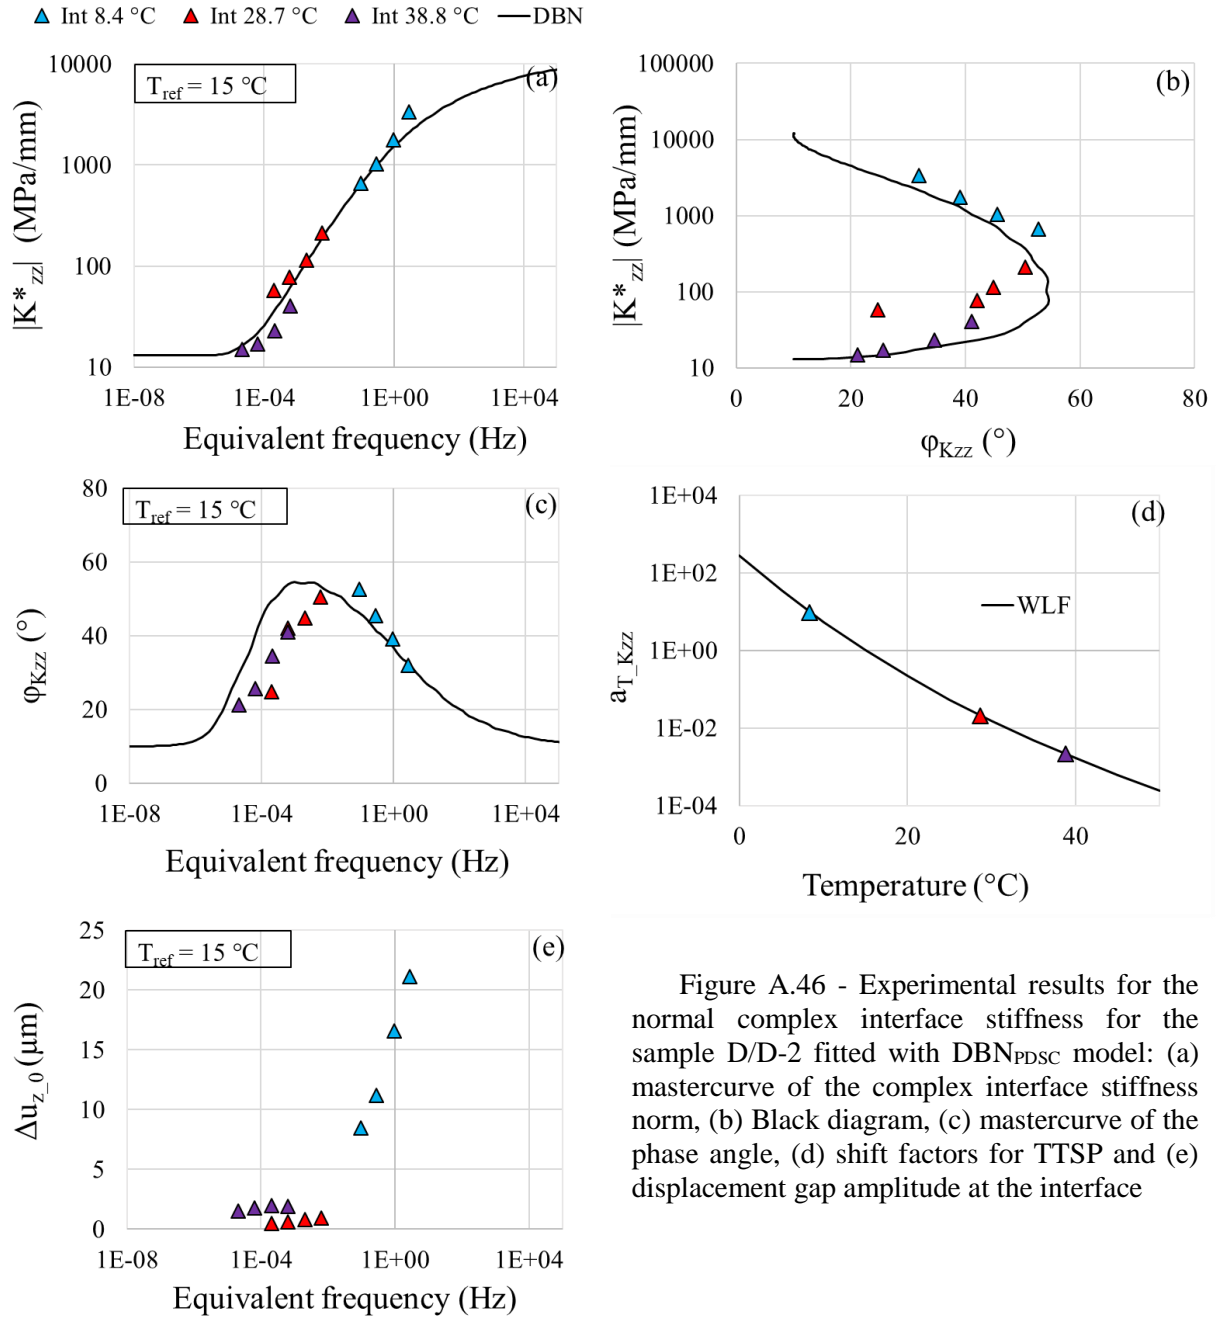 Int 8.4 °C Int 28.7 °C Int 38.8 °C DBN
(a)
T_ref = 15 °C
10000
1000
100
10
1E-08 1E-04 1E+00 1E+04
|K*_zz| (MPa/mm)
Equivalent frequency (Hz)
(b)
100000
10000
1000
100
10
0 20 40 60 80
|K*_zz| (MPa/mm)
φ_Kzz (°)
(c)
T_ref = 15 °C
80
60
40
20
0
1E-08 1E-04 1E+00 1E+04
φ_Kzz (°)
Equivalent frequency (Hz)
(d)
WLF
1E+04
1E+02
1E+00
1E-02
1E-04
0 20 40
a_T_Kzz
Temperature (°C)
(e)
T_ref = 15 °C
25
20
15
10
5
0
1E-08 1E-04 1E+00 1E+04
Δu_z_0 (μm)
Equivalent frequency (Hz)
Figure A.46 - Experimental results for the
normal complex interface stiffness for the
sample D/D-2 fitted with DBN_PDSC model: (a)
mastercurve of the complex interface stiffness
norm, (b) Black diagram, (c) mastercurve of the
phase angle, (d) shift factors for TTSP and (e)
displacement gap amplitude at the interface